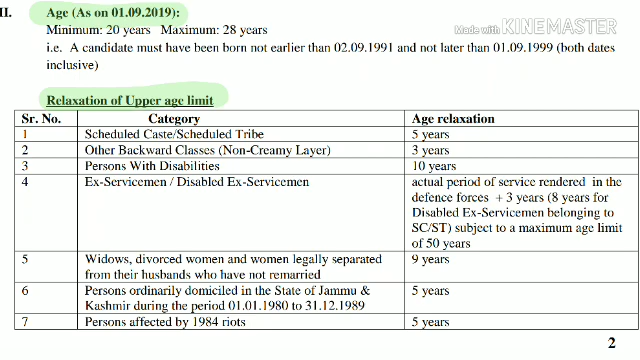 II. Age (As on 01.09.2019):
Minimum: 20 years Maximum: 28 years
Made with KINEMASTER
i.e. A candidate must have been born not earlier than 02.09.1991 and not later than 01.09.1999 (both dates
inclusive)
Relaxation of Upper age limit
Sr. No. Category Age relaxation
1 Scheduled Caste/Scheduled Tribe 5 years
2 Other Backward Classes (Non-Creamy Layer) 3 years
3 Persons With Disabilities 10 years
4 Ex-Servicemen / Disabled Ex-Servicemen actual period of service rendered in the
defence forces + 3 years (8 years for
Disabled Ex-Servicemen belonging to
SC/ST) subject to a maximum age limit
of 50 years
5 Widows, divorced women and women legally separated 9 years
from their husbands who have not remarried
6 Persons ordinarily domiciled in the State of Jammu & 5 years
Kashmir during the period 01.01.1980 to 31.12.1989
7 Persons affected by 1984 riots 5 years
2